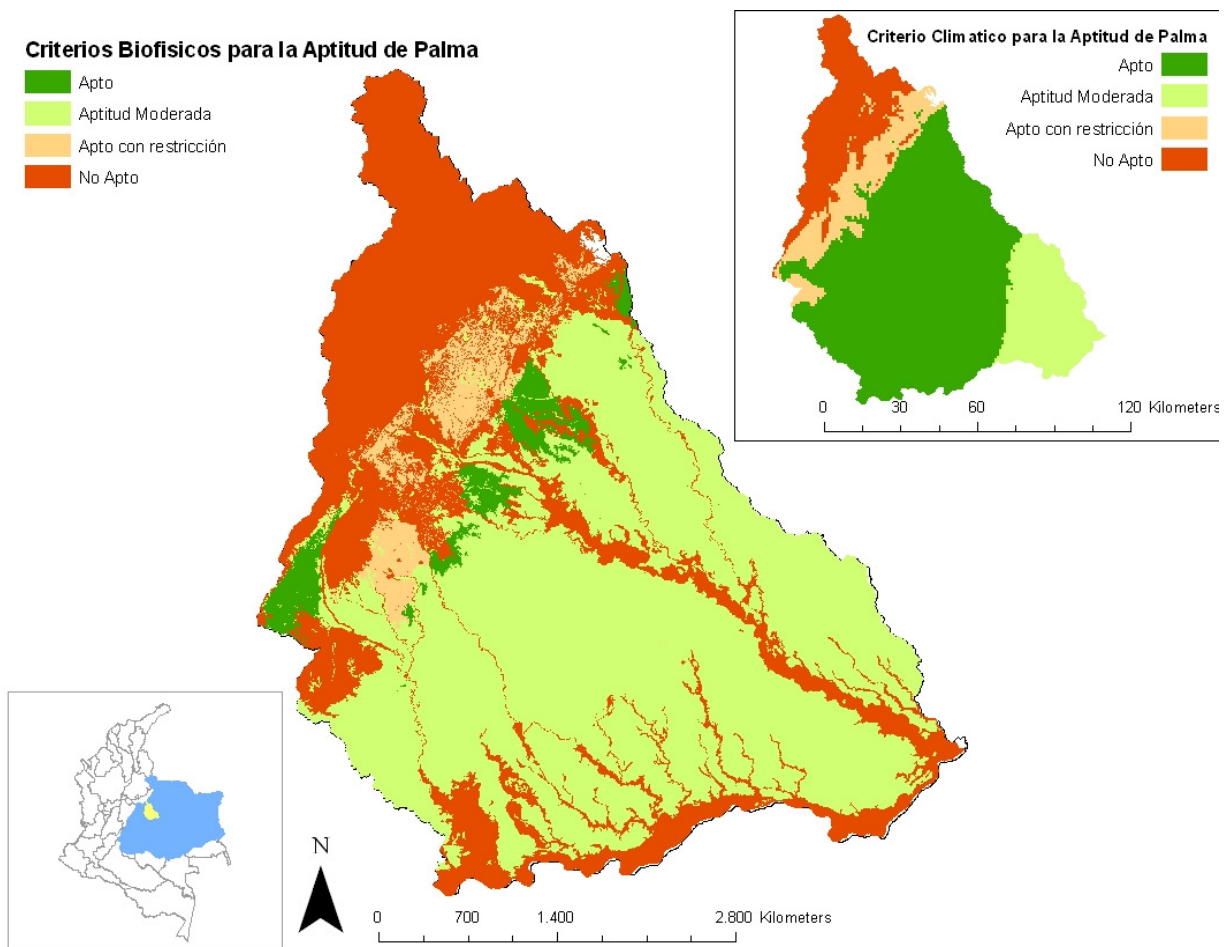 Criterios Biofisicos para la Aptitud de Palma
Apto
Aptitud Moderada
Apto con restricción
No Apto
Criterio Climatico para la Aptitud de Palma
Apto
Aptitud Moderada
Apto con restricción
No Apto
0 30 60 120 Kilometers
N
0 700 1.400 2.800 Kilometers